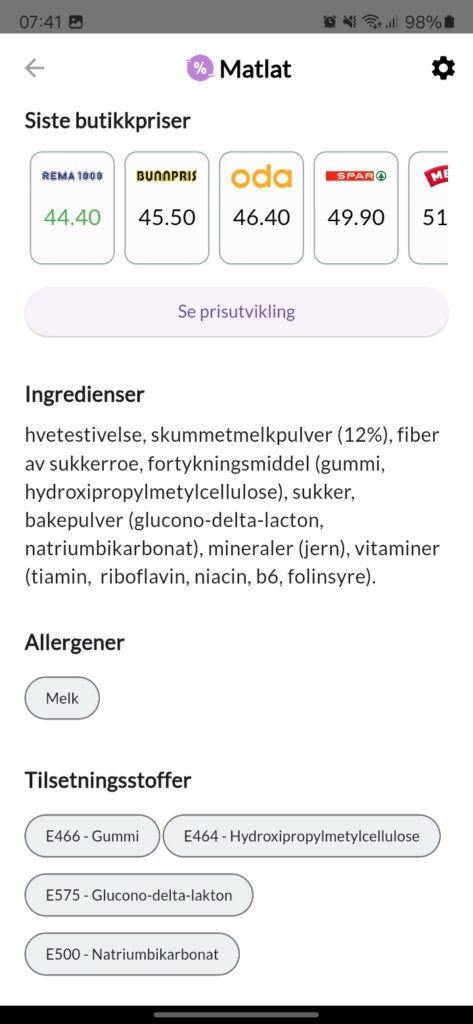 07:41 98%
% Matlat
Siste butikkpriser
REMA 1000 BUNNPRIS oda SPAR ME
44.40 45.50 46.40 49.90 51
Se prisutvikling
Ingredienser
hvetestivelse, skummetmelkpulver (12%), fiber
av sukkerroe, fortykningsmiddel (gummi,
hydroxipropylmetylcellulose), sukker,
bakepulver (glucono-delta-lacton,
natriumbikarbonat), mineraler (jern), vitaminer
(tiamin, riboflavin, niacin, b6, folinsyre).
Allergener
Melk
Tilsetningsstoffer
E466 - Gummi E464 - Hydroxipropylmetylcellulose
E575 - Glucono-delta-lakton
E500 - Natriumbikarbonat